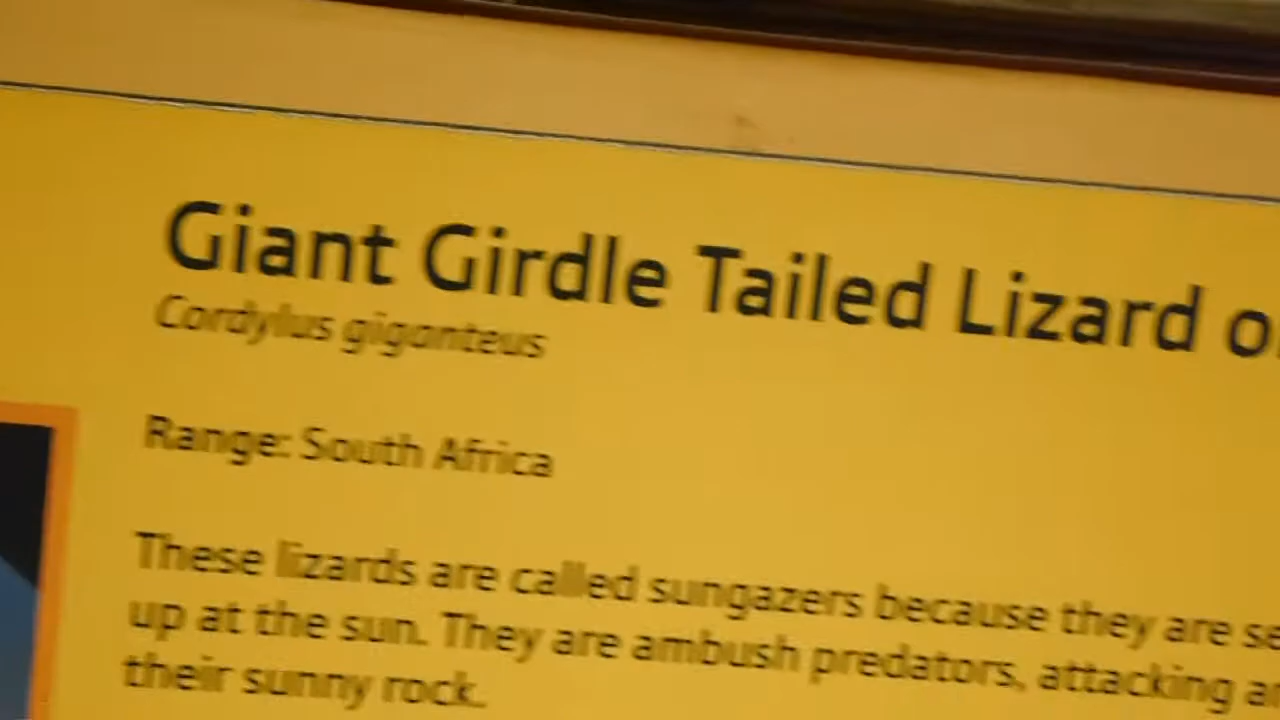 Giant Girdle Tailed Lizard
Cordylus giganteus
Range: South Africa
These lizards are called sungazers because they are
up at the sun. They are ambush predators, attacking
their sunny rock.